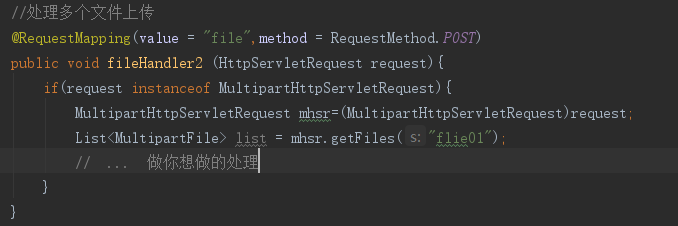 //处理多个文件上传
@RequestMapping(value = "file",method = RequestMethod.POST)
public void fileHandler2 (HttpServletRequest request){
if(request instanceof MultipartHttpServletRequest){
MultipartHttpServletRequest mhsr=(MultipartHttpServletRequest)request;
List<MultipartFile> list = mhsr.getFiles( s: "flie01");
// ... 做你想做的处理
}
}